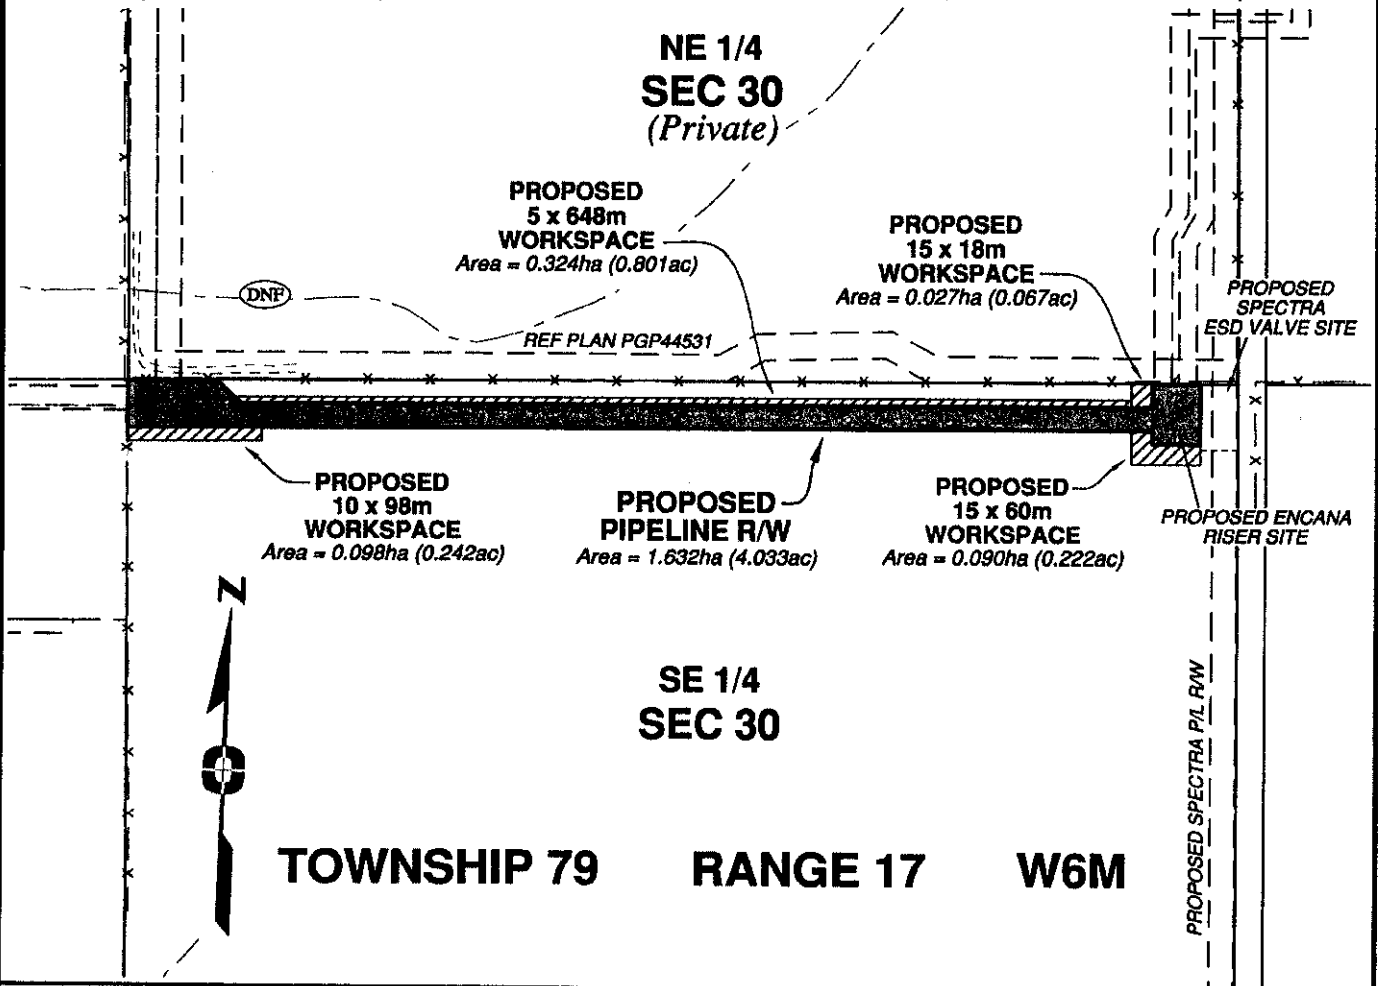 NE 1/4
SEC 30
(Private)
PROPOSED
5 x 648m
WORKSPACE
Area = 0.324ha (0.801ac)
PROPOSED
15 x 18m
WORKSPACE
Area = 0.027ha (0.067ac)
PROPOSED
SPECTRA
ESD VALVE SITE
DNF
REF PLAN PGP44531
PROPOSED
10 x 98m
WORKSPACE
Area = 0.098ha (0.242ac)
PROPOSED
PIPELINE R/W
Area = 1.632ha (4.033ac)
PROPOSED
15 x 60m
WORKSPACE
Area = 0.090ha (0.222ac)
PROPOSED ENCANA
RISER SITE
N
SE 1/4
SEC 30
PROPOSED SPECTRA P/L R/W
TOWNSHIP 79 RANGE 17 W6M